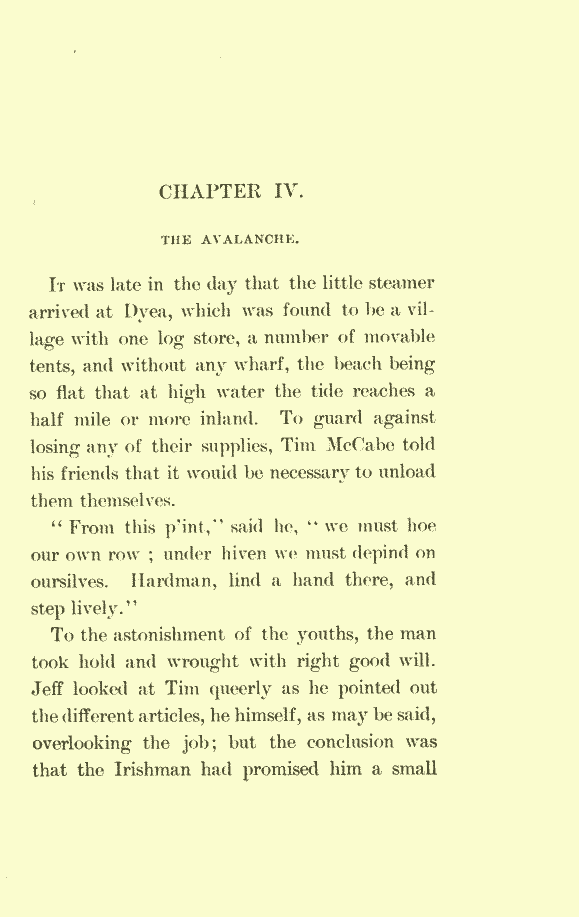 CHAPTER IV.
THE AVALANCHE.
It was late in the day that the little steamer
arrived at Dyea, which was found to be a vil-
lage with one log store, a number of movable
tents, and without any wharf, the beach being
so flat that at high water the tide reaches a
half mile or more inland. To guard against
losing any of their supplies, Tim McCabe told
his friends that it would be necessary to unload
them themselves.
“ From this p'int,” said he, “ we must hoe
our own row ; under hiven we must depind on
oursilves. Hardman, lind a hand there, and
step lively.”
To the astonishment of the youths, the man
took hold and wrought with right good will.
Jeff looked at Tim queerly as he pointed out
the different articles, he himself, as may be said,
overlooking the job; but the conclusion was
that the Irishman had promised him a small